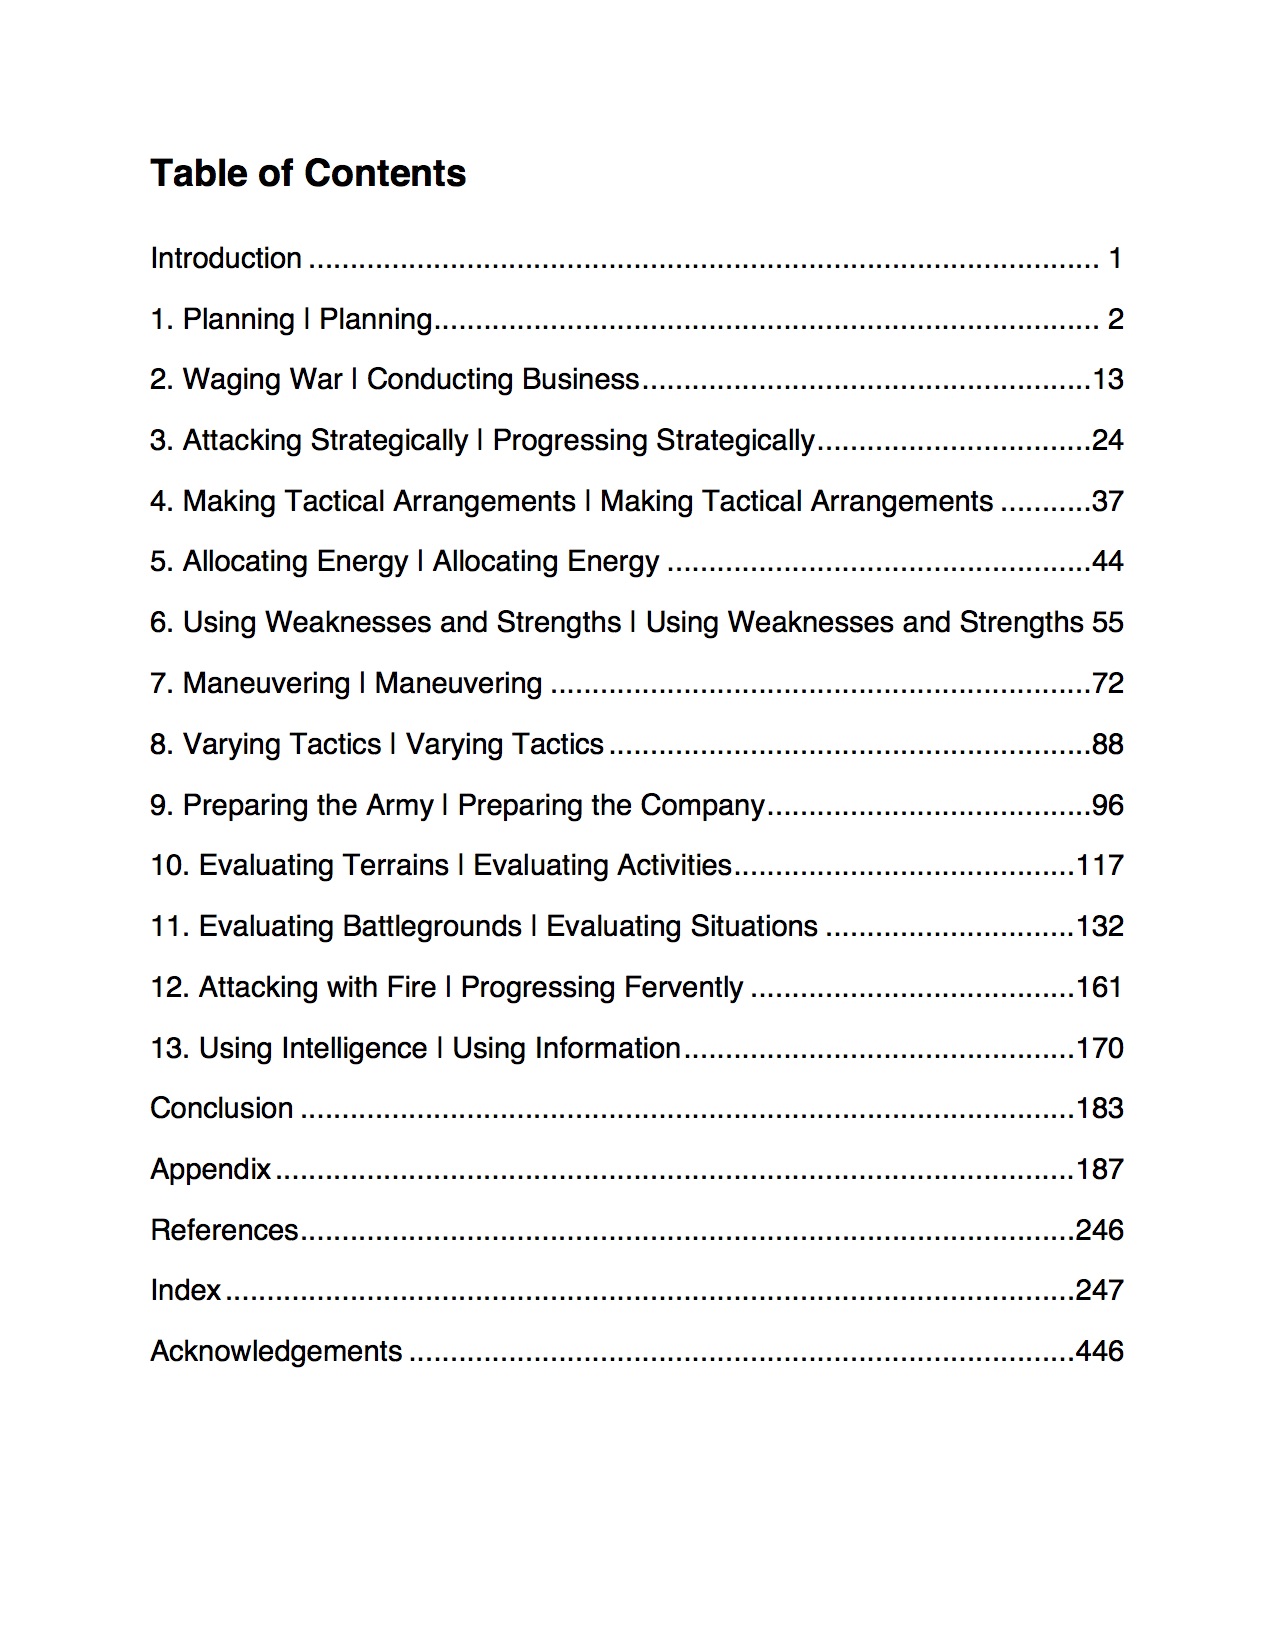 Table of Contents
Introduction ................................................................................................ 1
1. Planning | Planning................................................................................. 2
2. Waging War | Conducting Business......................................................13
3. Attacking Strategically | Progressing Strategically.................................24
4. Making Tactical Arrangements | Making Tactical Arrangements ...........37
5. Allocating Energy | Allocating Energy ...................................................44
6. Using Weaknesses and Strengths | Using Weaknesses and Strengths 55
7. Maneuvering | Maneuvering .................................................................72
8. Varying Tactics | Varying Tactics ..........................................................88
9. Preparing the Army | Preparing the Company.......................................96
10. Evaluating Terrains | Evaluating Activities.........................................117
11. Evaluating Battlegrounds | Evaluating Situations ..............................132
12. Attacking with Fire | Progressing Fervently .......................................161
13. Using Intelligence | Using Information...............................................170
Conclusion .............................................................................................183
Appendix ................................................................................................187
References.............................................................................................246
Index ......................................................................................................247
Acknowledgements ................................................................................446